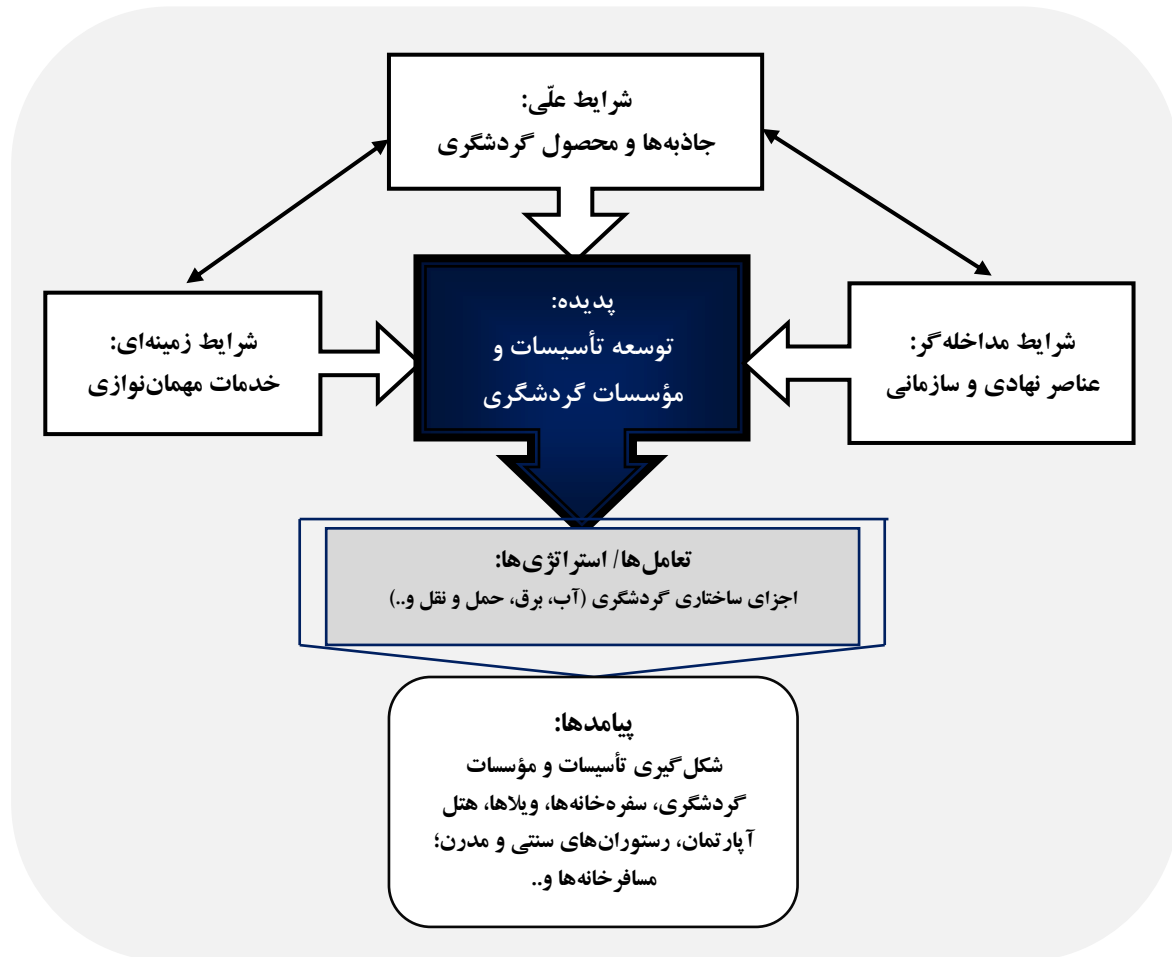 شرایط علّی:
جاذبه‌ها و محصول گردشگری
شرایط مداخله‌گر:
عناصر نهادی و سازمانی
پدیده:
توسعه تأسیسات و
مؤسسات گردشگری
شرایط زمینه‌ای:
خدمات مهمان‌نوازی
تعامل‌ها/ استراتژی‌ها:
اجزای ساختاری گردشگری (آب، برق، حمل و نقل و..)
پیامدها:
شکل‌گیری تأسیسات و مؤسسات
گردشگری، سفره‌خانه‌ها، ویلاها، هتل
آپارتمان، رستوران‌های سنتی و مدرن؛
مسافرخانه‌ها و..